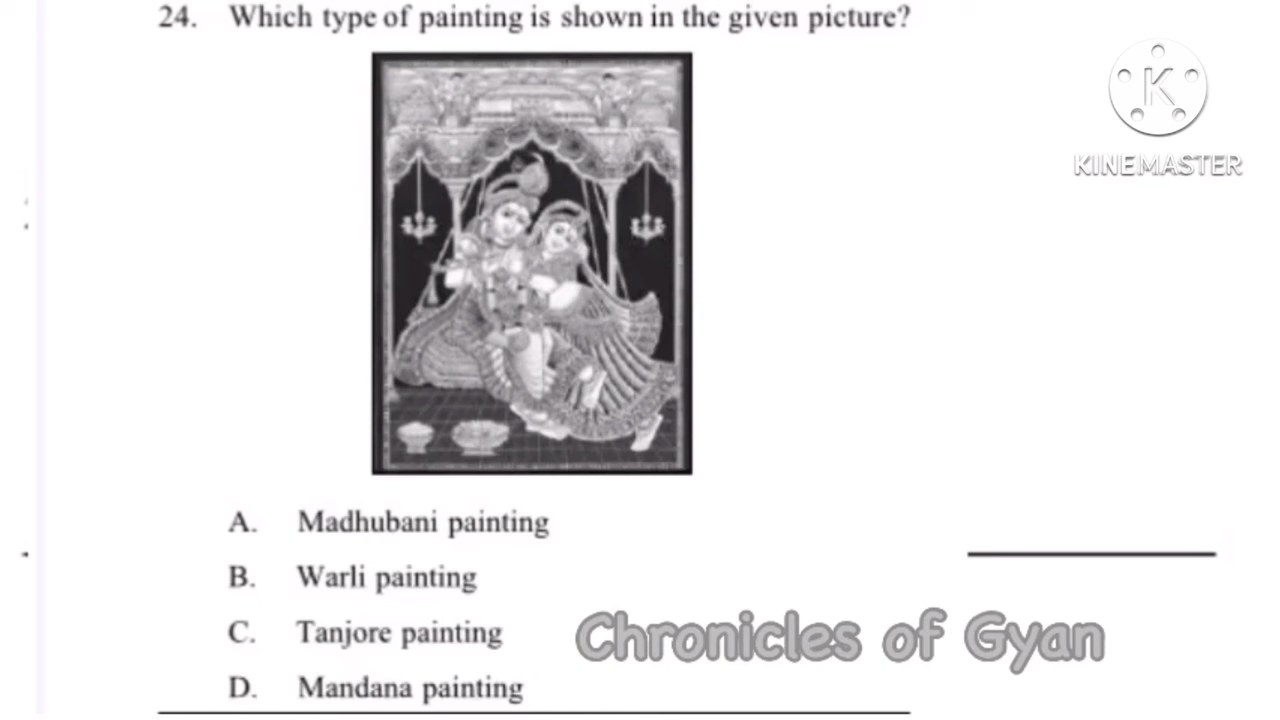 24. Which type of painting is shown in the given picture?
K
KINEMASTER
A. Madhubani painting
B. Warli painting
C. Tanjore painting
D. Mandana painting
Chronicles of Gyan